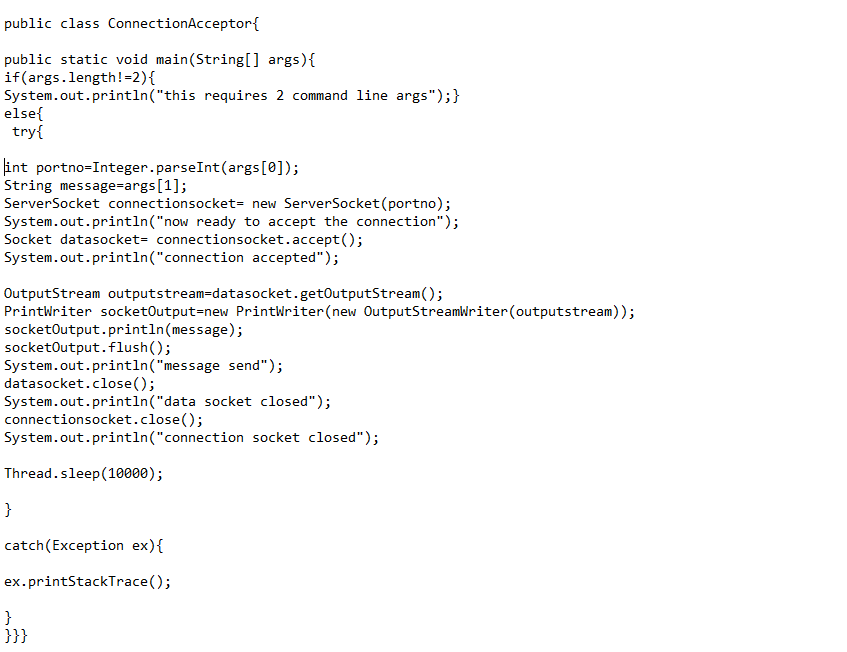 public class ConnectionAcceptor{
public static void main(String[] args){
if(args.length!=2){
System.out.println("this requires 2 command line args");}
else{
try{
int portno=Integer.parseInt(args[0]);
String message=args[1];
ServerSocket connectionsocket= new ServerSocket(portno);
System.out.println("now ready to accept the connection");
Socket datasocket= connectionsocket.accept();
System.out.println("connection accepted");
OutputStream outputstream=datasocket.getOutputStream();
PrintWriter socketOutput=new PrintWriter(new OutputStreamWriter(outputstream));
socketOutput.println(message);
socketOutput.flush();
System.out.println("message send");
datasocket.close();
System.out.println("data socket closed");
connectionsocket.close();
System.out.println("connection socket closed");
Thread.sleep(10000);
}
catch(Exception ex){
ex.printStackTrace();
}
}}}